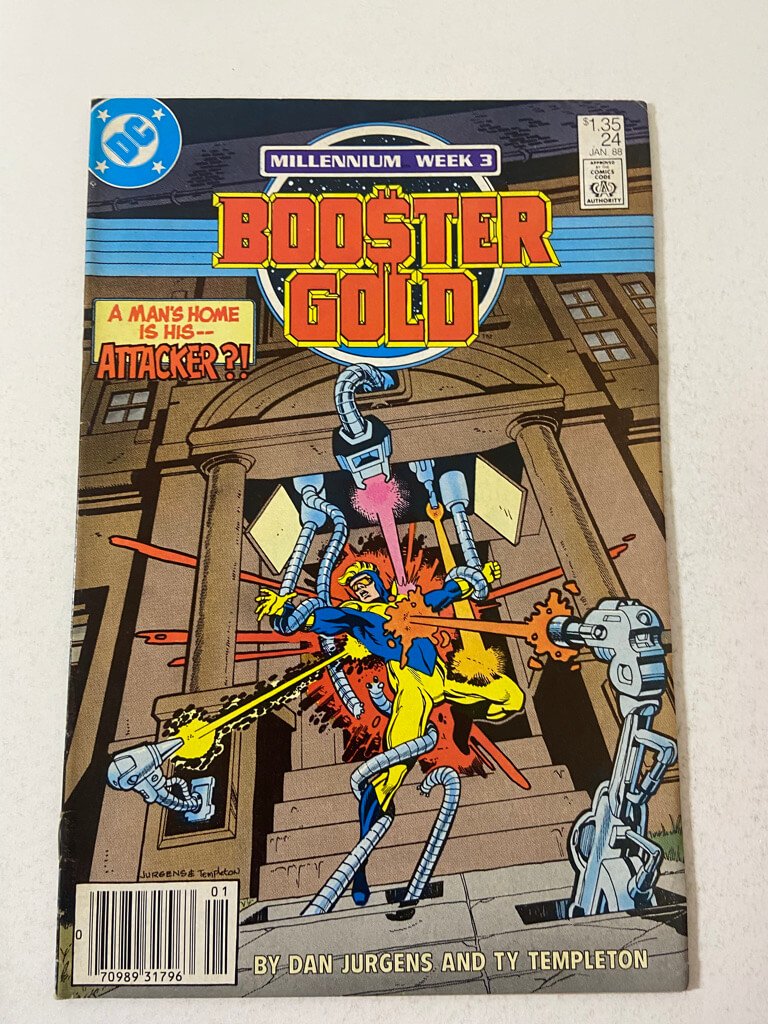 DC
MILLENNIUM WEEK 3
$1.35
24
JAN. 88
APPROVED
BY THE
COMICS
CODE
CA
AUTHORITY
BOO$TER
GOLD
A MAN'S HOME
IS HIS--
ATTACKER?!
JURGENS & Templeton
01
0
70989 31796
BY DAN JURGENS AND TY TEMPLETON